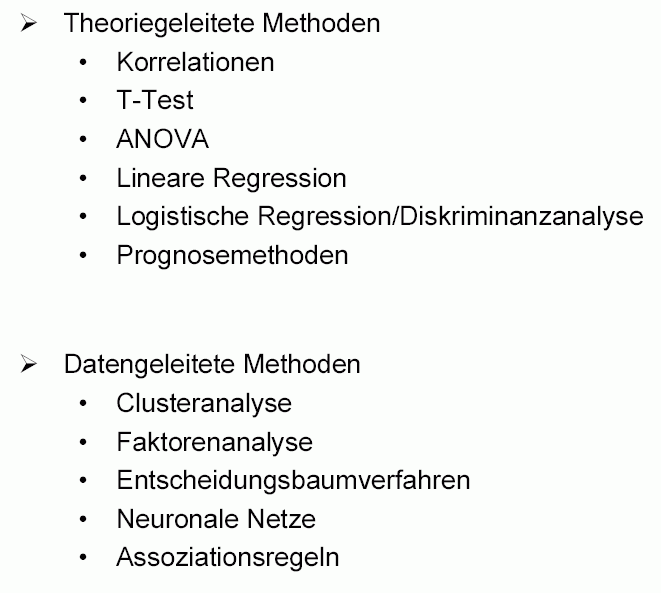 ➢ Theoriegeleitete Methoden
• Korrelationen
• T-Test
• ANOVA
• Lineare Regression
• Logistische Regression/Diskriminanzanalyse
• Prognosemethoden
➢ Datengeleitete Methoden
• Clusteranalyse
• Faktorenanalyse
• Entscheidungsbaumverfahren
• Neuronale Netze
• Assoziationsregeln